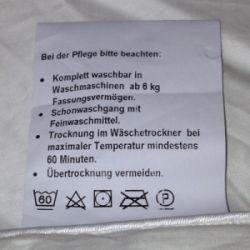 Bei der Pflege bitte beachten:
• Komplett waschbar in
Waschmaschinen ab 6 kg
Fassungsvermögen.
• Schonwaschgang mit
Feinwaschmittel.
• Trocknung im Wäschetrockner bei
maximaler Temperatur mindestens
60 Minuten.
• Übertrocknung vermeiden.
60 P